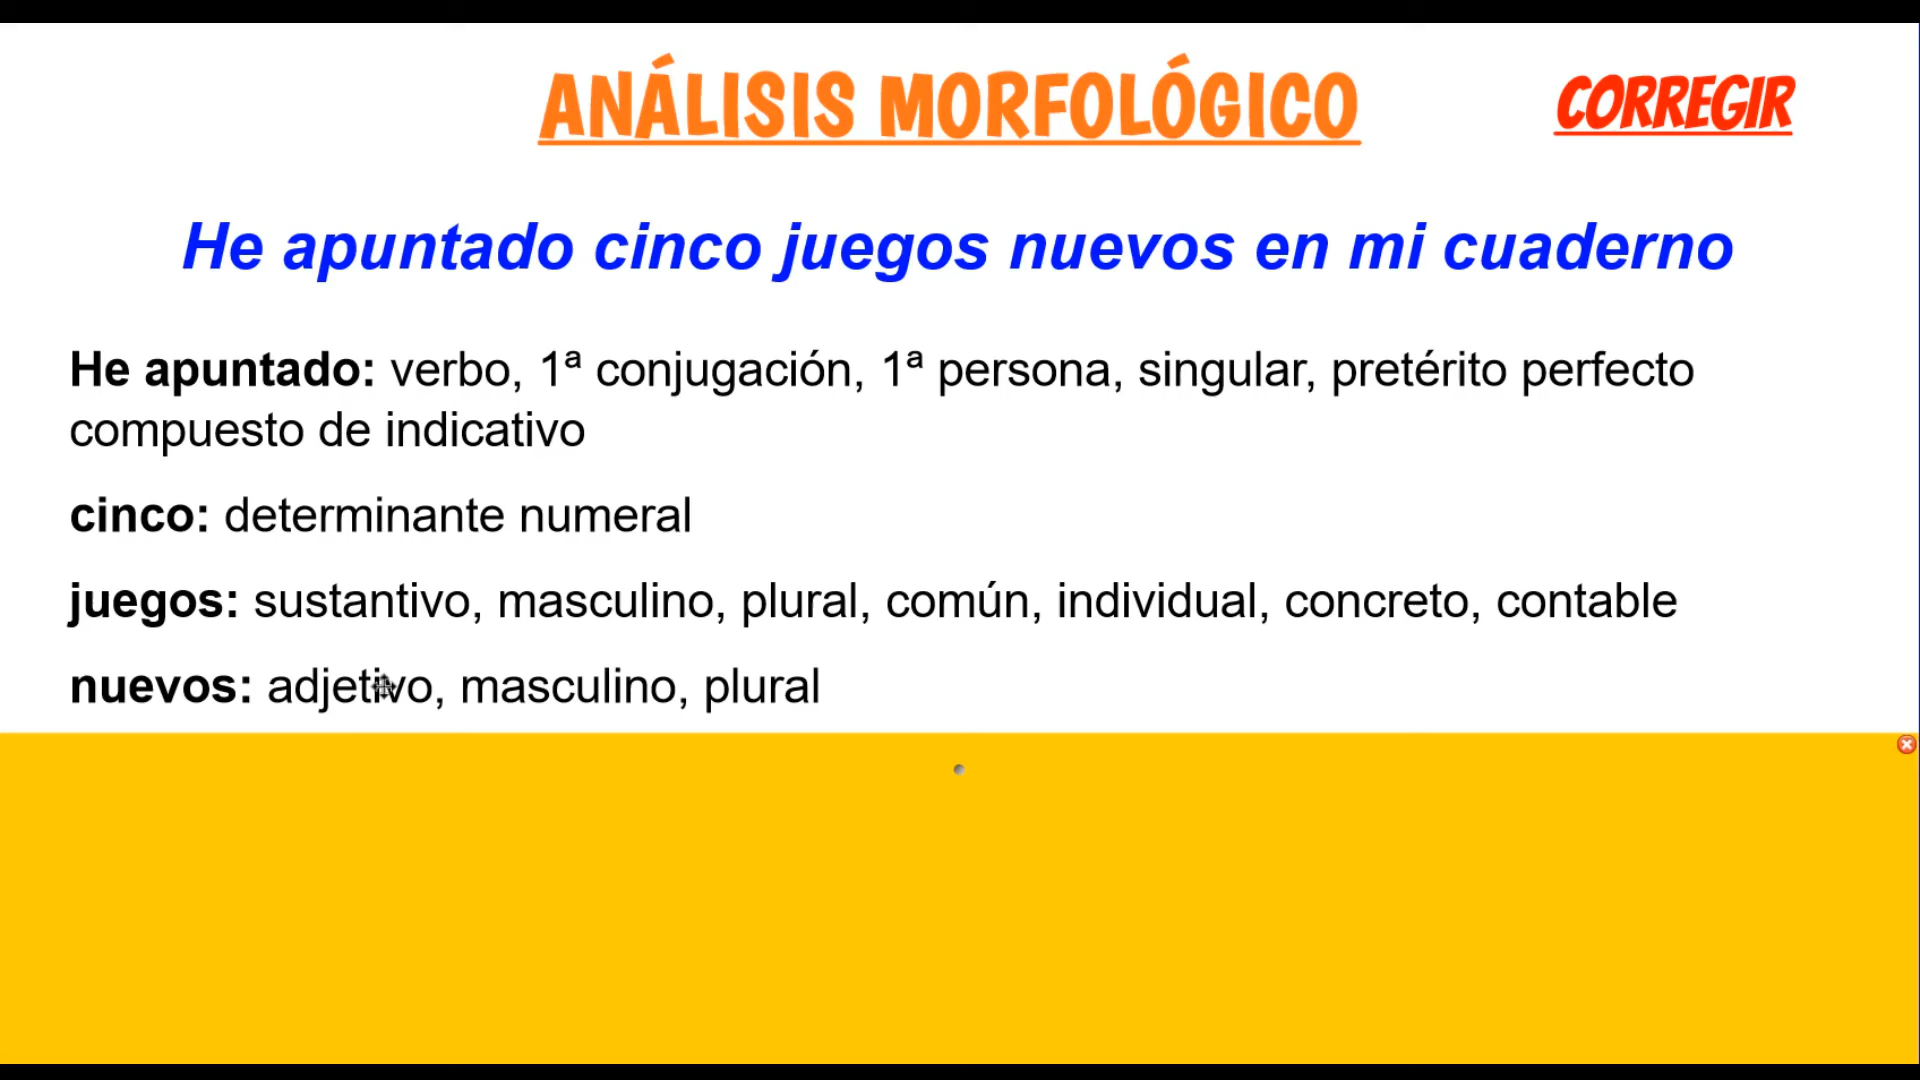 ANÁLISIS MORFOLÓGICO
CORREGIR
He apuntado cinco juegos nuevos en mi cuaderno
He apuntado: verbo, 1ª conjugación, 1ª persona, singular, pretérito perfecto
compuesto de indicativo
cinco: determinante numeral
juegos: sustantivo, masculino, plural, común, individual, concreto, contable
nuevos: adjetivo, masculino, plural